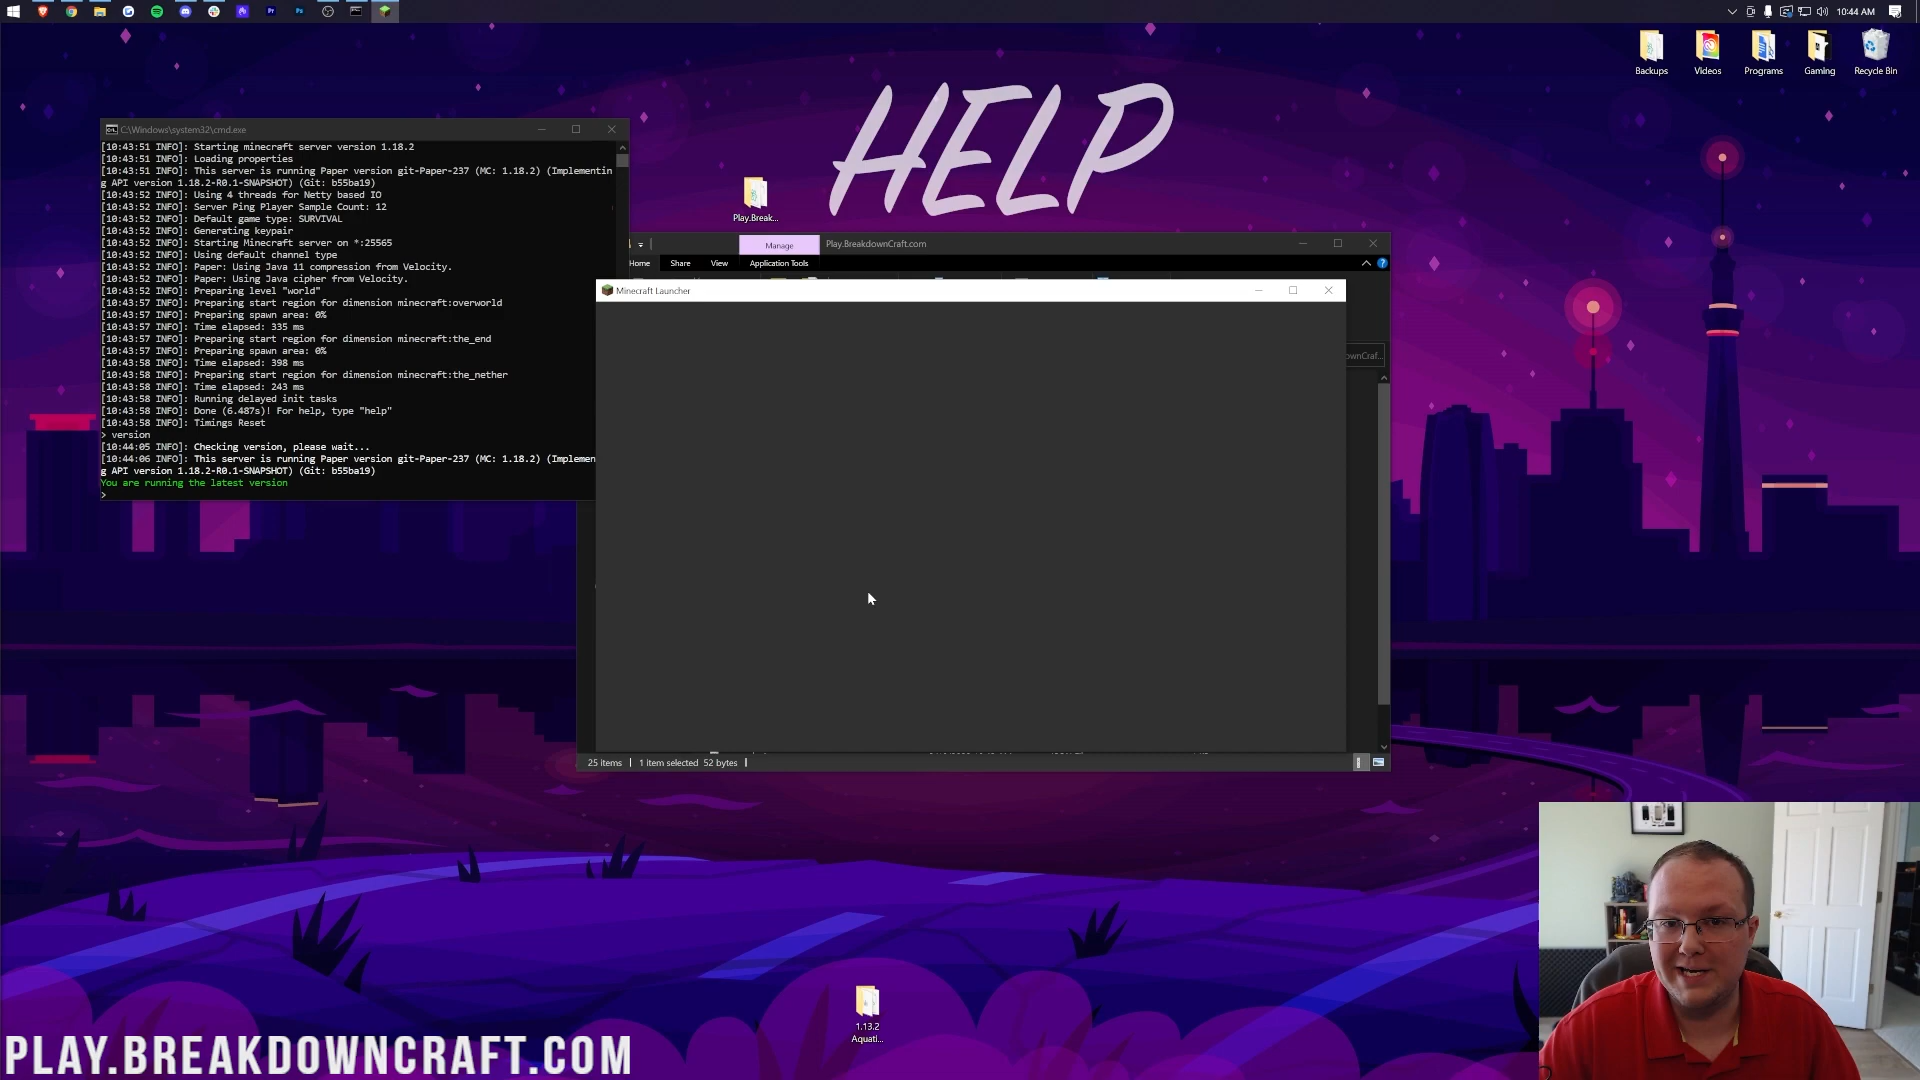 10:44 AM
Backups
Videos
Programs
Gaming
Recycle Bin
HELP
Play.Break...
C:\Windows\system32\cmd.exe
[10:43:51 INFO]: Starting minecraft server version 1.18.2
[10:43:51 INFO]: Loading properties
[10:43:51 INFO]: This server is running Paper version git-Paper-237 (MC: 1.18.2) (Implementin
g API version 1.18.2-R0.1-SNAPSHOT) (Git: b55ba19)
[10:43:52 INFO]: Using 4 threads for Netty based IO
[10:43:52 INFO]: Server Ping Player Sample Count: 12
[10:43:52 INFO]: Default game type: SURVIVAL
[10:43:52 INFO]: Generating keypair
[10:43:52 INFO]: Starting Minecraft server on *:25565
[10:43:52 INFO]: Using default channel type
[10:43:52 INFO]: Paper: Using Java 11 compression from Velocity.
[10:43:52 INFO]: Paper: Using Java cipher from Velocity.
[10:43:52 INFO]: Preparing level "world"
[10:43:57 INFO]: Preparing start region for dimension minecraft:overworld
[10:43:57 INFO]: Preparing spawn area: 0%
[10:43:57 INFO]: Time elapsed: 335 ms
[10:43:57 INFO]: Preparing start region for dimension minecraft:the_end
[10:43:57 INFO]: Preparing spawn area: 0%
[10:43:58 INFO]: Time elapsed: 398 ms
[10:43:58 INFO]: Preparing start region for dimension minecraft:the_nether
[10:43:58 INFO]: Time elapsed: 243 ms
[10:43:58 INFO]: Running delayed init tasks
[10:43:58 INFO]: Done (6.487s)! For help, type "help"
[10:43:58 INFO]: Timings Reset
> version
[10:44:05 INFO]: Checking version, please wait...
[10:44:06 INFO]: This server is running Paper version git-Paper-237 (MC: 1.18.2) (Implemen
g API version 1.18.2-R0.1-SNAPSHOT) (Git: b55ba19)
You are running the latest version
>
Manage
Play.BreakdownCraft.com
Home
Share
View
Application Tools
Minecraft Launcher
ownCraf...
25 items
1 item selected 52 bytes
1.13.2
Aquati...
PLAY.BREAKDOWNCRAFT.COM